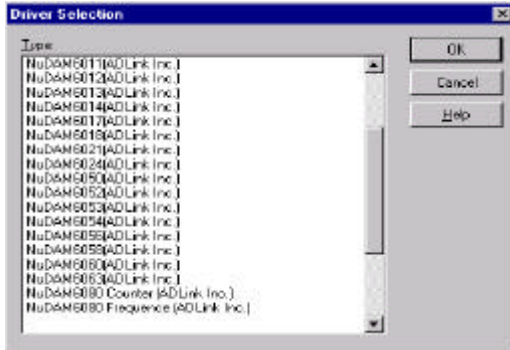 Driver Selection
Type:
OK
Cancel
Help
NuDAM6011(ADLink Inc.)
NuDAM6012(ADLink Inc.)
NuDAM6013(ADLink Inc.)
NuDAM6014(ADLink Inc.)
NuDAM6017(ADLink Inc.)
NuDAM6018(ADLink Inc.)
NuDAM6021(ADLink Inc.)
NuDAM6024(ADLink Inc.)
NuDAM6050(ADLink Inc.)
NuDAM6052(ADLink Inc.)
NuDAM6053(ADLink Inc.)
NuDAM6054(ADLink Inc.)
NuDAM6056(ADLink Inc.)
NuDAM6058(ADLink Inc.)
NuDAM6060(ADLink Inc.)
NuDAM6063(ADLink Inc.)
NuDAM6080 Counter (ADLink Inc.)
NuDAM6080 Frequence (ADLink Inc.)